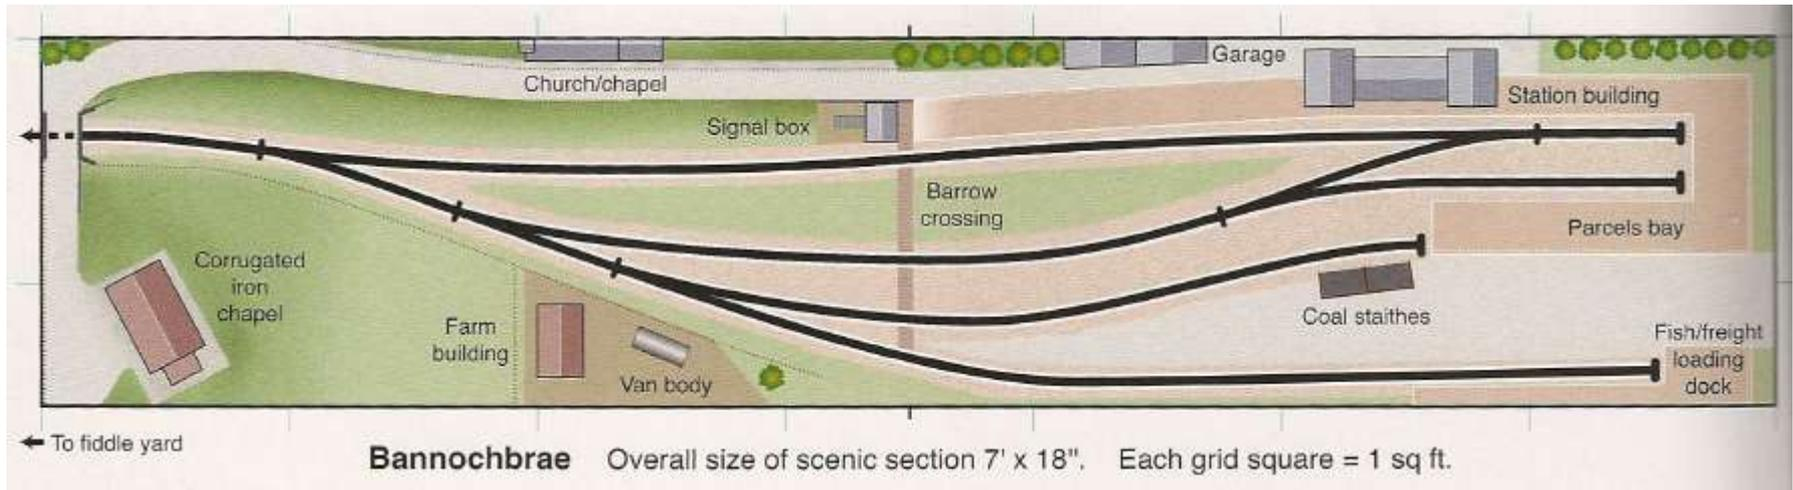 Garage
Church/chapel
Station building
Signal box
Barrow
crossing
Parcels bay
Corrugated
iron
chapel
Farm
building
Van body
Coal staithes
Fish/freight
loading
dock
To fiddle yard
Bannochbrae Overall size of scenic section 7' x 18". Each grid square = 1 sq ft.